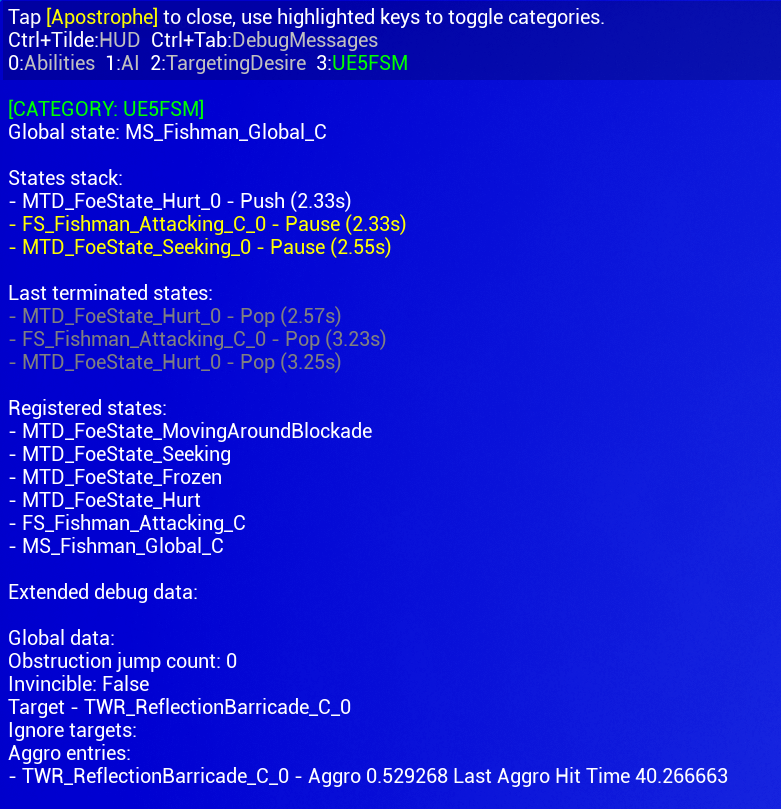 Tap [Apostrophe] to close, use highlighted keys to toggle categories.
Ctrl+Tilde:HUD Ctrl+Tab:DebugMessages
0:Abilities 1:AI 2:TargetingDesire 3:UE5FSM
[CATEGORY: UE5FSM]
Global state: MS_Fishman_Global_C
States stack:
- MTD_FoeState_Hurt_0 - Push (2.33s)
- FS_Fishman_Attacking_C_0 - Pause (2.33s)
- MTD_FoeState_Seeking_0 - Pause (2.55s)
Last terminated states:
- MTD_FoeState_Hurt_0 - Pop (2.57s)
- FS_Fishman_Attacking_C_0 - Pop (3.23s)
- MTD_FoeState_Hurt_0 - Pop (3.25s)
Registered states:
- MTD_FoeState_MovingAroundBlockade
- MTD_FoeState_Seeking
- MTD_FoeState_Frozen
- MTD_FoeState_Hurt
- FS_Fishman_Attacking_C
- MS_Fishman_Global_C
Extended debug data:
Global data:
Obstruction jump count: 0
Invincible: False
Target - TWR_ReflectionBarricade_C_0
Ignore targets:
Aggro entries:
- TWR_ReflectionBarricade_C_0 - Aggro 0.529268 Last Aggro Hit Time 40.266663